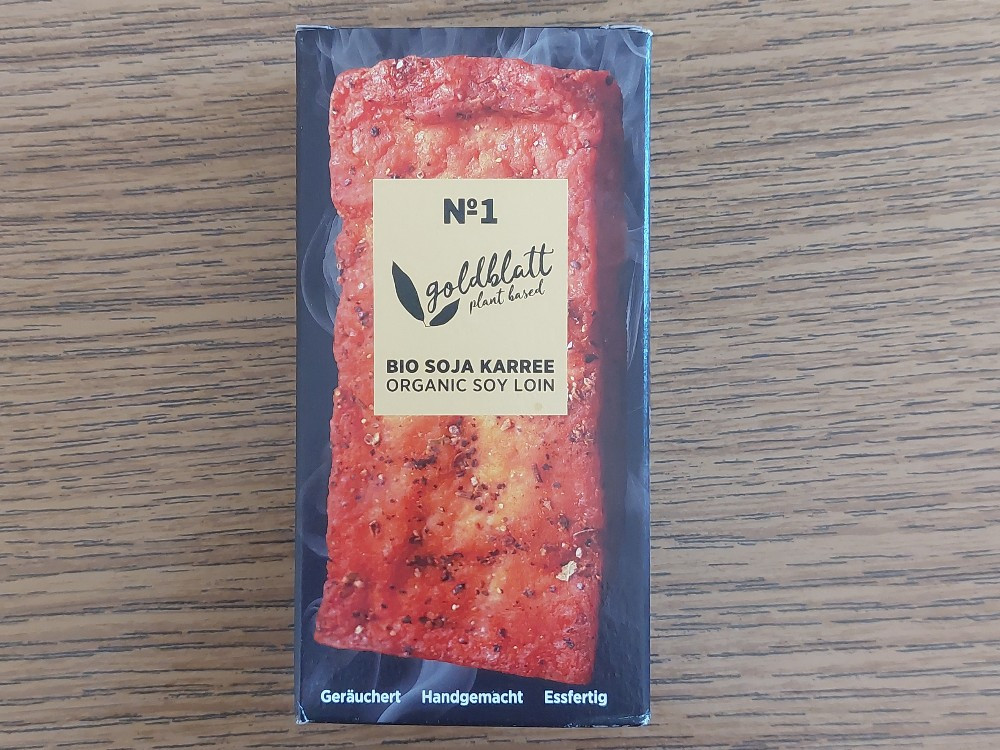 Nº1
goldblatt
plant based
BIO SOJA KARREE
ORGANIC SOY LOIN
Geräuchert Handgemacht Essfertig